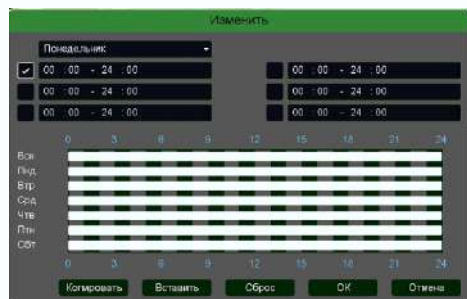 Изменить
Понедельник
00 :00 - 24 :00 00 :00 - 24 :00
00 :00 - 24 :00 00 :00 - 24 :00
00 :00 - 24 :00 00 :00 - 24 :00
0 3 6 9 12 15 18 21 24
Вск
Пнд
Втр
Срд
Чтв
Птн
Сбт
0 3 6 9 12 15 18 21 24
Копировать Вставить Сброс OK Отмена